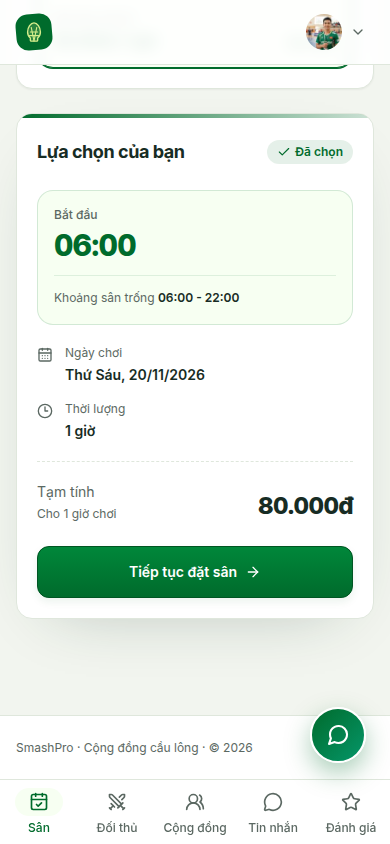 Lựa chọn của bạn
Đã chọn
Bắt đầu
06:00
Khoảng sân trống 06:00 - 22:00
Ngày chơi
Thứ Sáu, 20/11/2026
Thời lượng
1 giờ
Tạm tính
Cho 1 giờ chơi
80.000đ
Tiếp tục đặt sân
SmashPro · Cộng đồng cầu lông · © 2026
Sân
Đối thủ
Cộng đồng
Tin nhắn
Đánh giá